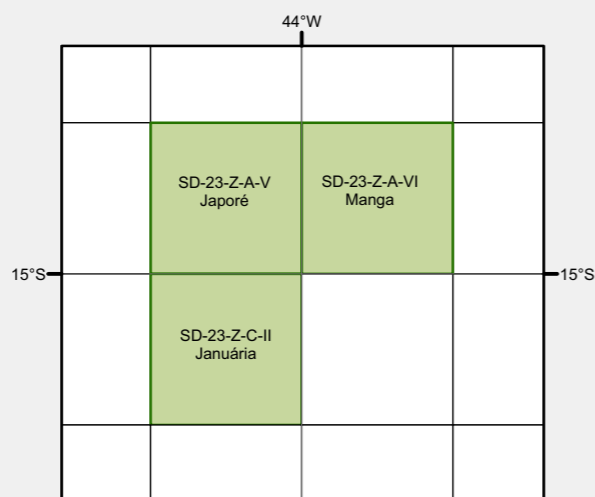 44°W
SD-23-Z-A-V
Japoré
SD-23-Z-A-VI
Manga
15°S
15°S
SD-23-Z-C-II
Januária